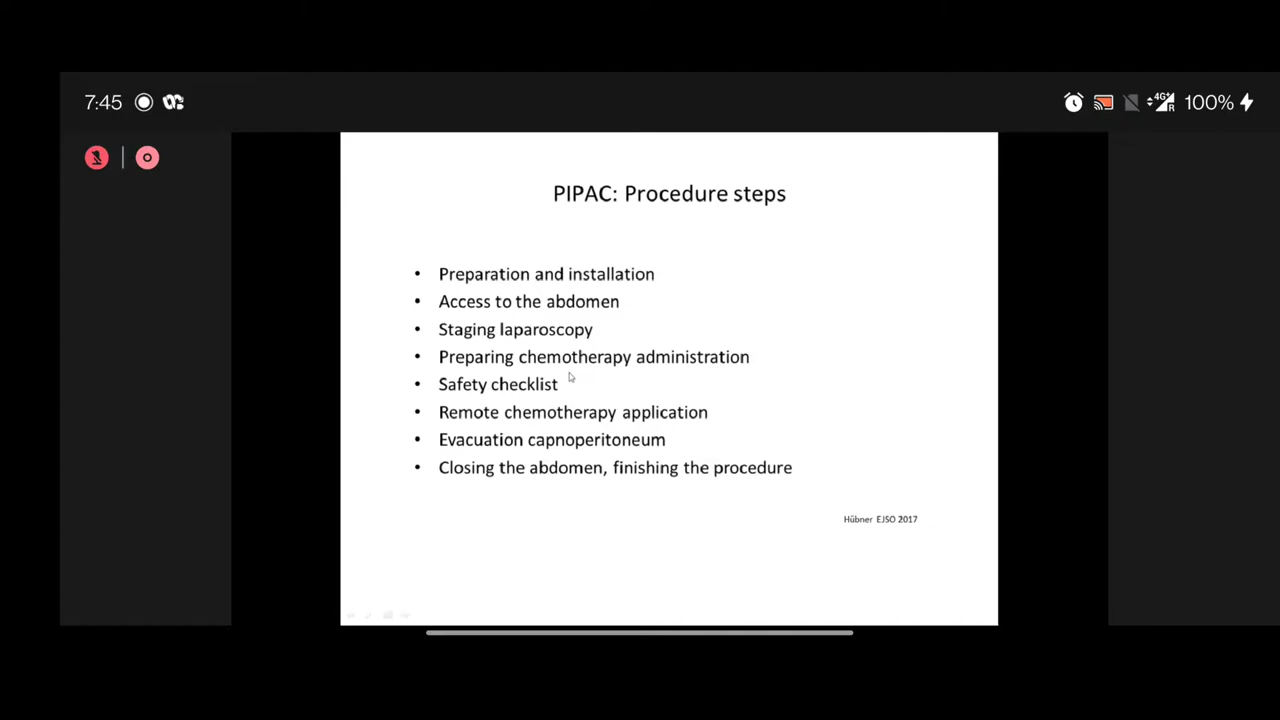 7:45
4G+
R
100%
PIPAC: Procedure steps
• Preparation and installation
• Access to the abdomen
• Staging laparoscopy
• Preparing chemotherapy administration
• Safety checklist
• Remote chemotherapy application
• Evacuation capnoperitoneum
• Closing the abdomen, finishing the procedure
Hübner EJSO 2017